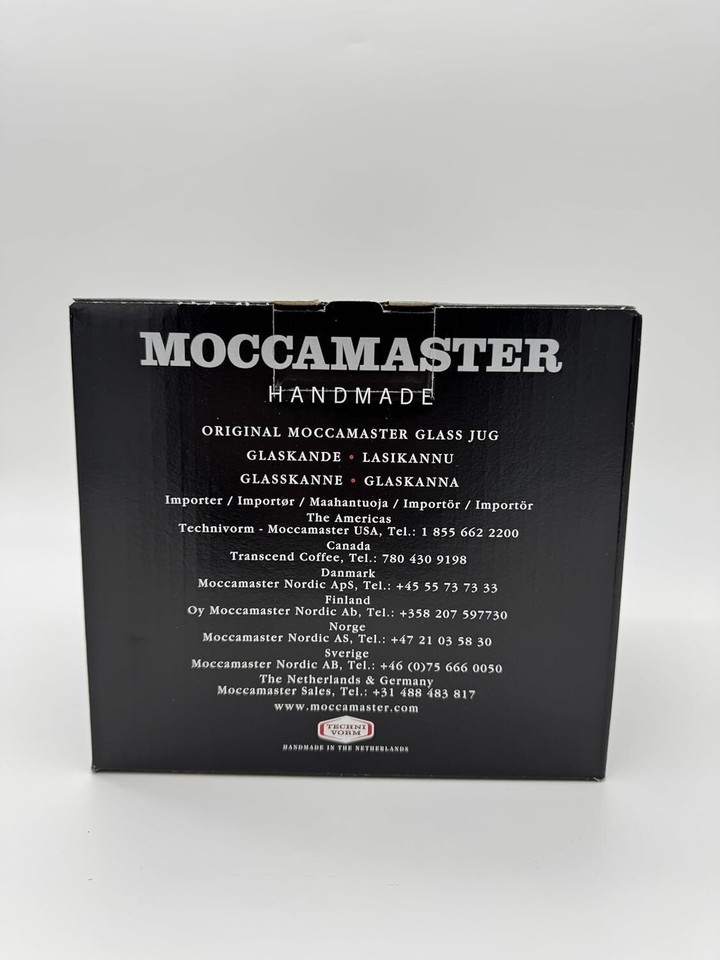 MOCCAMASTER
HANDMADE
ORIGINAL MOCCAMASTER GLASS JUG
GLASKANDE • LASIKANNU
GLASSKANNE • GLASKANNA
Importer / Importør / Maahantuoja / Importör / Importör
The Americas
Technivorm - Moccamaster USA, Tel.: 1 855 662 2200
Canada
Transcend Coffee, Tel.: 780 430 9198
Danmark
Moccamaster Nordic ApS, Tel.: +45 55 73 73 33
Finland
Oy Moccamaster Nordic Ab, Tel.: +358 207 597730
Norge
Moccamaster Nordic AS, Tel.: +47 21 03 58 30
Sverige
Moccamaster Nordic AB, Tel.: +46 (0)75 666 0050
The Netherlands & Germany
Moccamaster Sales, Tel.: +31 488 483 817
www.moccamaster.com
TECHNI
VORM
HANDMADE IN THE NETHERLANDS